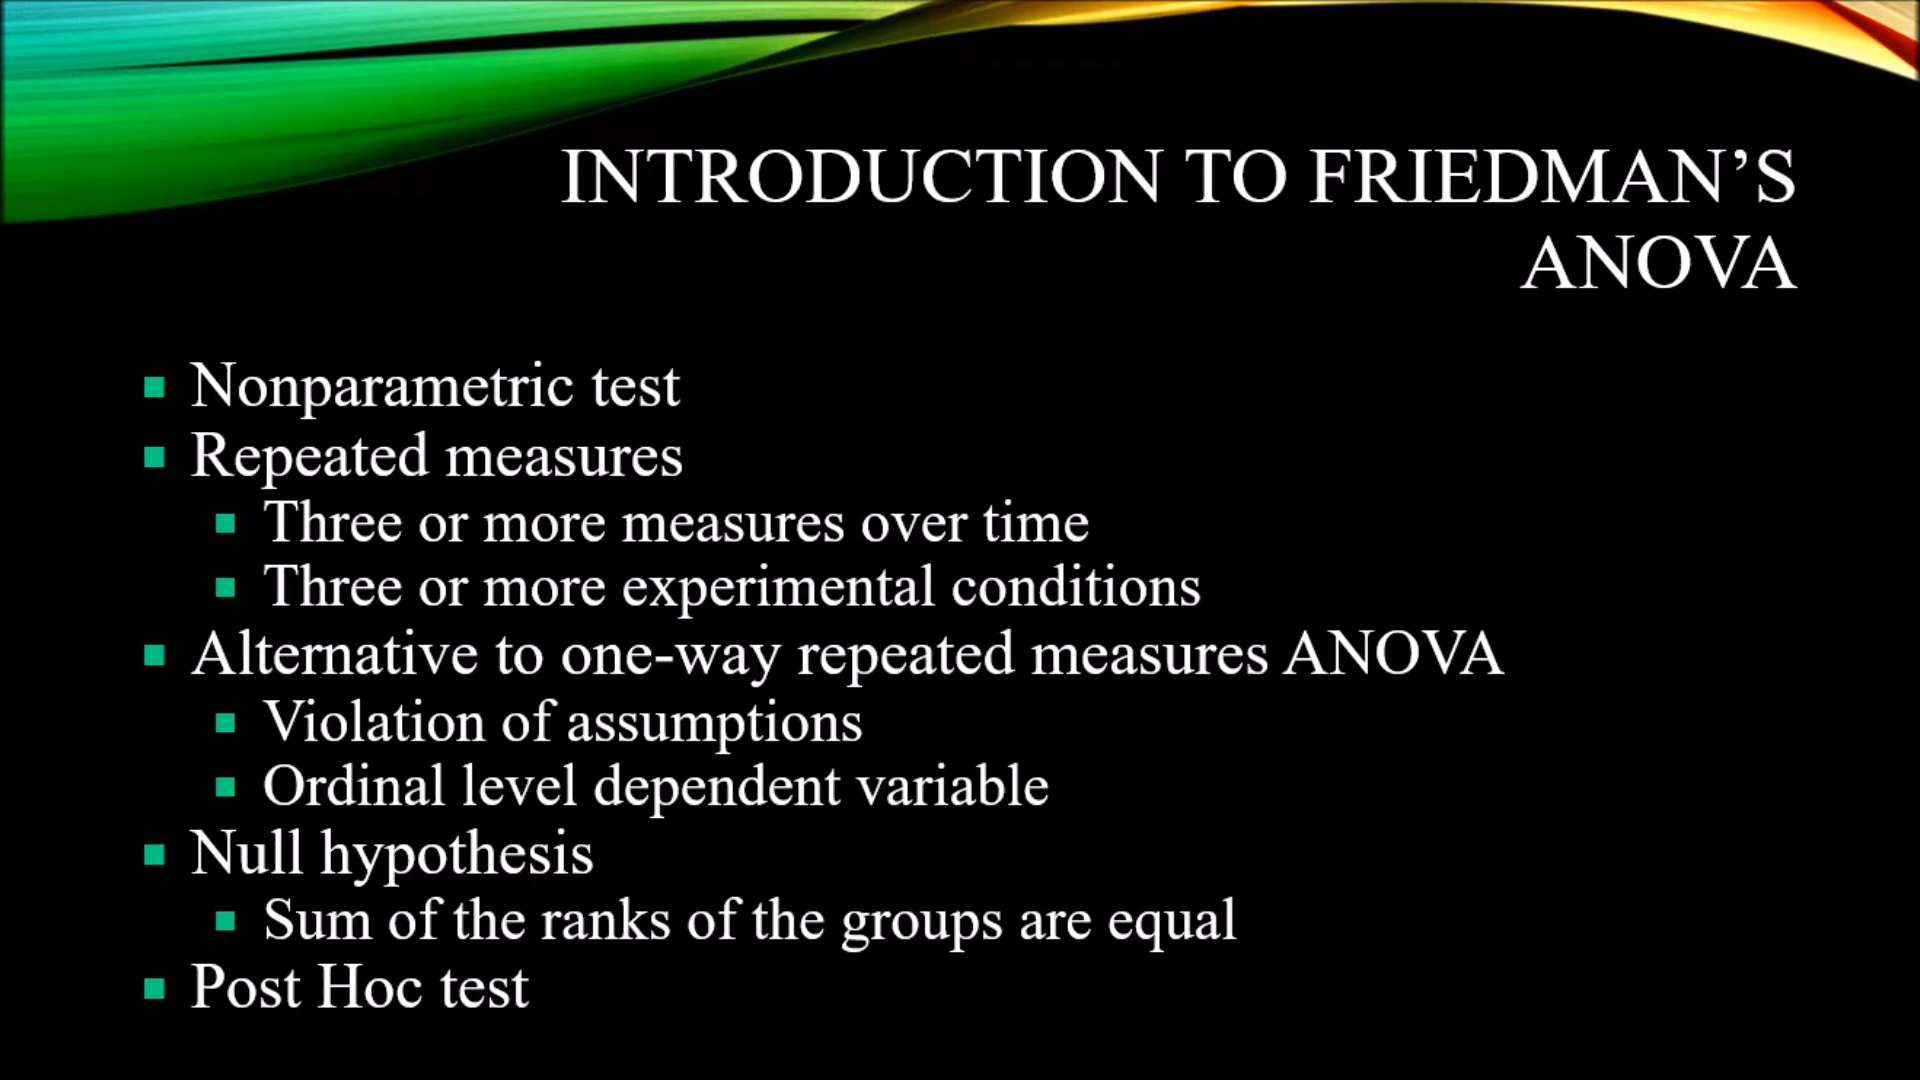 INTRODUCTION TO FRIEDMAN’S
ANOVA
Nonparametric test
Repeated measures
Three or more measures over time
Three or more experimental conditions
Alternative to one-way repeated measures ANOVA
Violation of assumptions
Ordinal level dependent variable
Null hypothesis
Sum of the ranks of the groups are equal
Post Hoc test